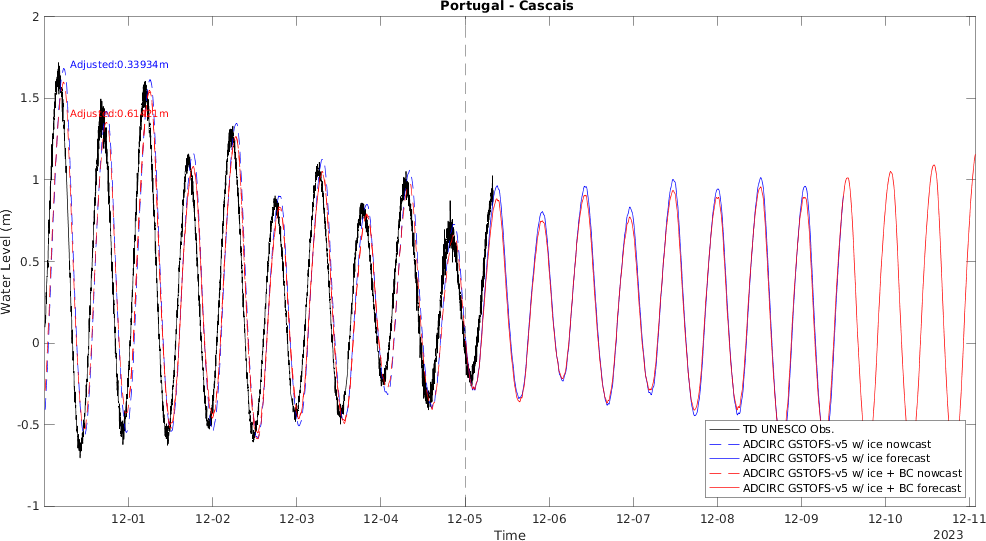 Portugal - Cascais
2
1.5
1
0.5
0
-0.5
-1
Water Level (m)
Adjusted:0.33934m
12-01
12-02
12-03
12-04
12-05
12-06
12-07
12-08
12-09
12-10
12-11
Time
2023
TD UNESCO Obs.
ADCIRC GSTOFS-v5 w/ ice nowcast
ADCIRC GSTOFS-v5 w/ ice forecast
ADCIRC GSTOFS-v5 w/ ice + BC nowcast
ADCIRC GSTOFS-v5 w/ ice + BC forecast